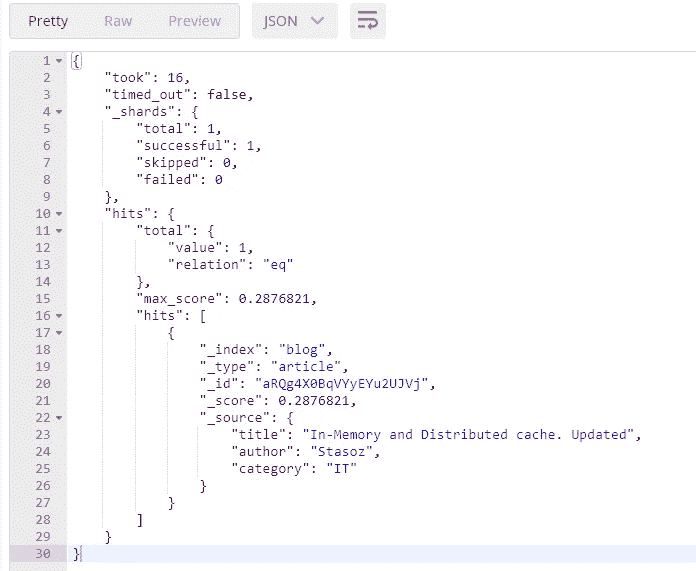 Pretty Raw Preview JSON
1 {
2 "took": 16,
3 "timed_out": false,
4 "_shards": {
5 "total": 1,
6 "successful": 1,
7 "skipped": 0,
8 "failed": 0
9 },
10 "hits": {
11 "total": {
12 "value": 1,
13 "relation": "eq"
14 },
15 "max_score": 0.2876821,
16 "hits": [
17 {
18 "_index": "blog",
19 "_type": "article",
20 "_id": "aRQg4X0BqVYyEYu2UJVj",
21 "_score": 0.2876821,
22 "_source": {
23 "title": "In-Memory and Distributed cache. Updated",
24 "author": "Stasoz",
25 "category": "IT"
26 }
27 }
28 ]
29 }
30 }